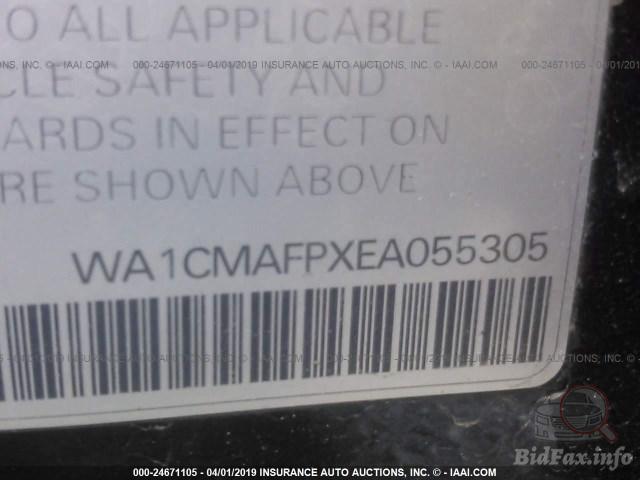 O ALL APPLICABLE
000-24671105 - 04/01/2019 INSURANCE AUTO AUCTIONS, INC. - © - IAAI.COM
CLE SAFETY AND
ARDS IN EFFECT ON
RE SHOWN ABOVE
WA1CMAFPXEA055305
BidFax.info
000-24671105 - 04/01/2019 INSURANCE AUTO AUCTIONS, INC. - © - IAAI.COM